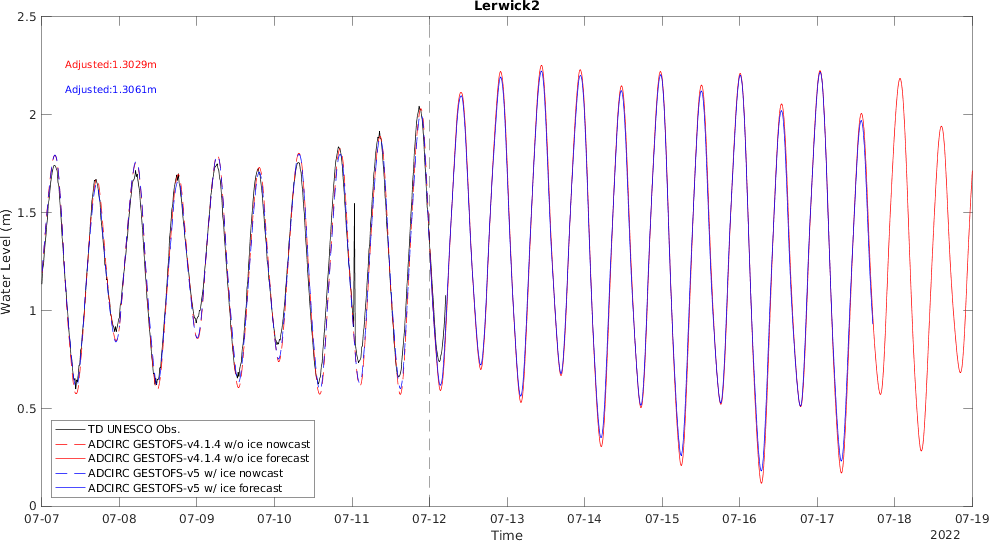 Lerwick2
2.5
2
1.5
1
0.5
0
Water Level (m)
Adjusted:1.3029m
Adjusted:1.3061m
TD UNESCO Obs.
ADCIRC GESTOFS-v4.1.4 w/o ice nowcast
ADCIRC GESTOFS-v4.1.4 w/o ice forecast
ADCIRC GESTOFS-v5 w/ ice nowcast
ADCIRC GESTOFS-v5 w/ ice forecast
07-07 07-08 07-09 07-10 07-11 07-12 07-13 07-14 07-15 07-16 07-17 07-18 07-19
Time
2022